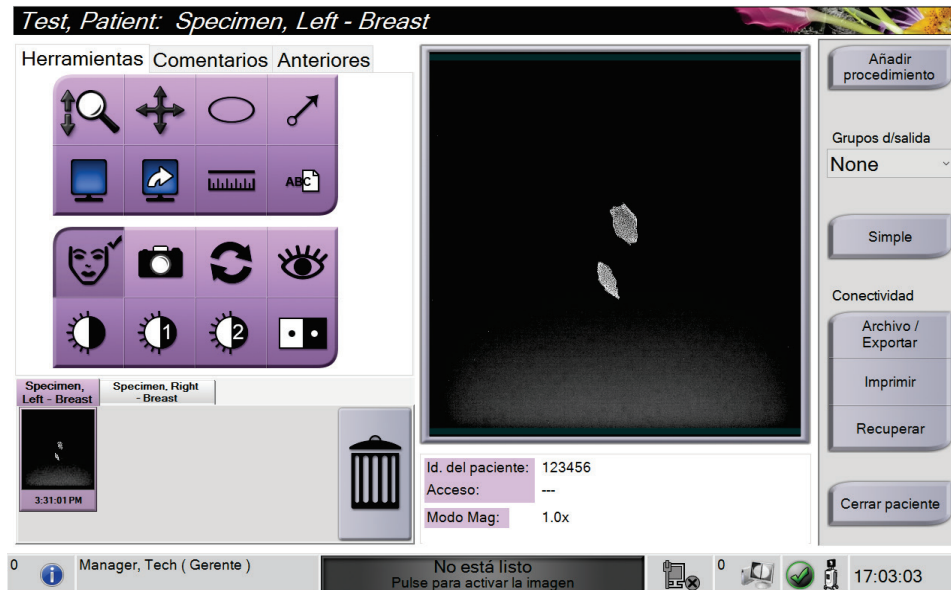 Test, Patient: Specimen, Left - Breast
Herramientas Comentarios Anteriores
ABC
1
2
Specimen,
Left - Breast
Specimen, Right
- Breast
3:31:01 PM
Id. del paciente: 123456
Acceso: ---
Modo Mag: 1.0x
Añadir
procedimiento
Grupos d/salida
None
Simple
Conectividad
Archivo /
Exportar
Imprimir
Recuperar
Cerrar paciente
0
Manager, Tech ( Gerente )
No está listo
Pulse para activar la imagen
0
17:03:03